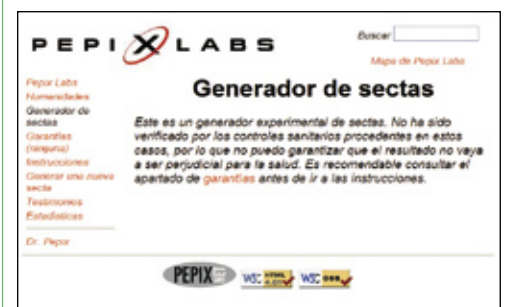 PEPIXLABS
Buscar
Mapa de Pepix Labs
Pepix Labs
Humanidades
Generador de
sectas
Garantías
(ninguna)
Instrucciones
Generar una nueva
secta
Testimonios
Estadísticas
Dr. Pepix
Generador de sectas
Este es un generador experimental de sectas. No ha sido
verificado por los controles sanitarios procedentes en estos
casos, por lo que no puedo garantizar que el resultado no vaya
a ser perjudicial para la salud. Es recomendable consultar el
apartado de garantías antes de ir a las instrucciones.
PEPIX
W3C
W3C CSS